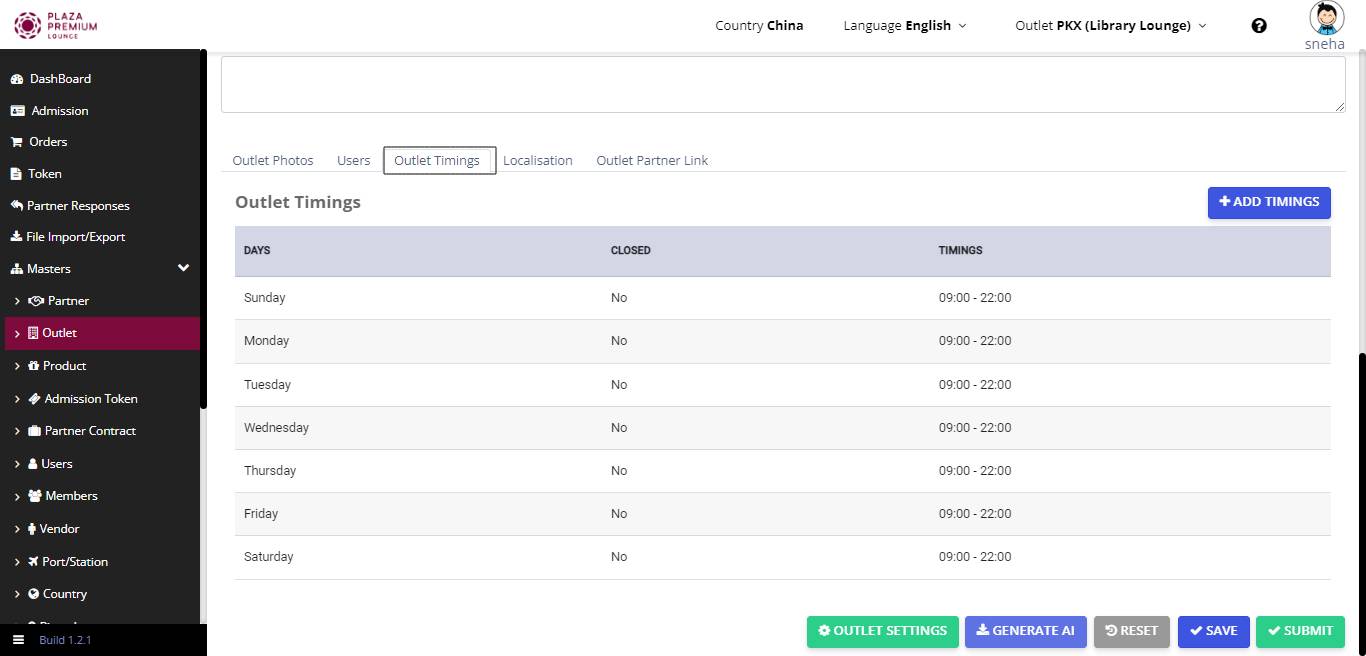 PLAZA
PREMIUM
LOUNGE
Country China
Language English
Outlet PKX (Library Lounge)
sneha
DashBoard
Admission
Orders
Token
Partner Responses
File Import/Export
Masters
Partner
Outlet
Product
Admission Token
Partner Contract
Users
Members
Vendor
Port/Station
Country
Build 1.2.1
Outlet Photos
Users
Outlet Timings
Localisation
Outlet Partner Link
Outlet Timings
ADD TIMINGS
DAYS CLOSED TIMINGS
Sunday No 09:00 - 22:00
Monday No 09:00 - 22:00
Tuesday No 09:00 - 22:00
Wednesday No 09:00 - 22:00
Thursday No 09:00 - 22:00
Friday No 09:00 - 22:00
Saturday No 09:00 - 22:00
OUTLET SETTINGS
GENERATE AI
RESET
SAVE
SUBMIT